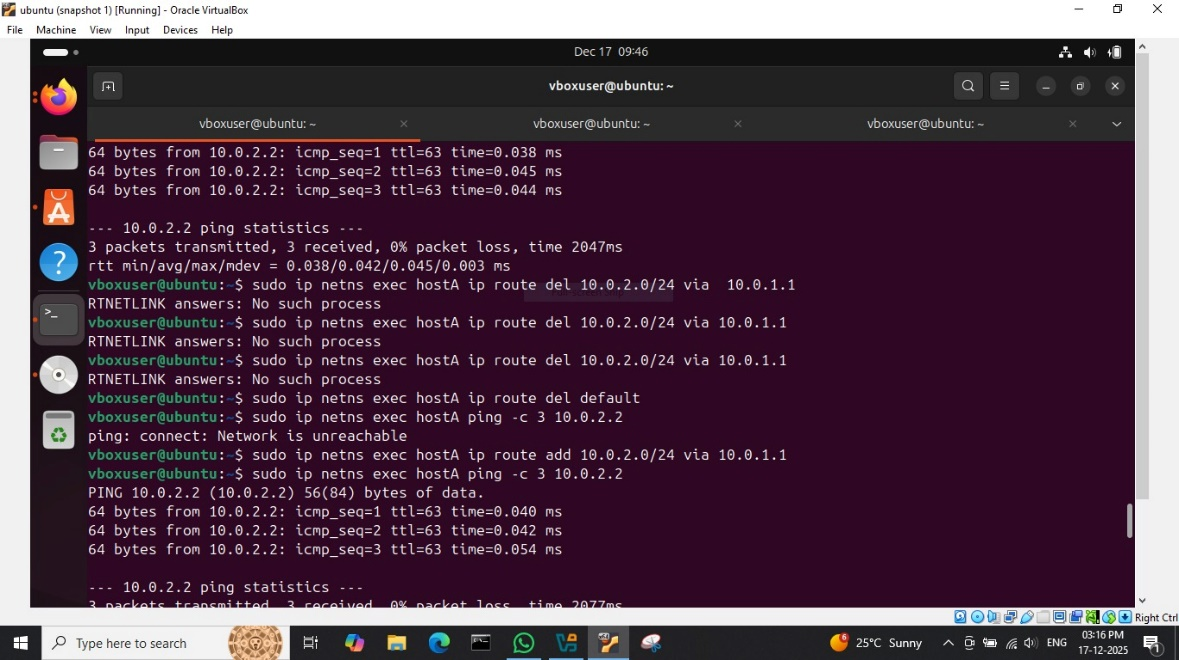 ubuntu (snapshot 1) [Running] - Oracle VirtualBox
File Machine View Input Devices Help
Dec 17 09:46
vboxuser@ubuntu: ~
vboxuser@ubuntu: ~ vboxuser@ubuntu: ~ vboxuser@ubuntu: ~
64 bytes from 10.0.2.2: icmp_seq=1 ttl=63 time=0.038 ms
64 bytes from 10.0.2.2: icmp_seq=2 ttl=63 time=0.045 ms
64 bytes from 10.0.2.2: icmp_seq=3 ttl=63 time=0.044 ms
--- 10.0.2.2 ping statistics ---
3 packets transmitted, 3 received, 0% packet loss, time 2047ms
rtt min/avg/max/mdev = 0.038/0.042/0.045/0.003 ms
vboxuser@ubuntu:~$ sudo ip netns exec hostA ip route del 10.0.2.0/24 via  10.0.1.1
RTNETLINK answers: No such process
vboxuser@ubuntu:~$ sudo ip netns exec hostA ip route del 10.0.2.0/24 via 10.0.1.1
RTNETLINK answers: No such process
vboxuser@ubuntu:~$ sudo ip netns exec hostA ip route del 10.0.2.0/24 via 10.0.1.1
RTNETLINK answers: No such process
vboxuser@ubuntu:~$ sudo ip netns exec hostA ip route del default
vboxuser@ubuntu:~$ sudo ip netns exec hostA ping -c 3 10.0.2.2
ping: connect: Network is unreachable
vboxuser@ubuntu:~$ sudo ip netns exec hostA ip route add 10.0.2.0/24 via 10.0.1.1
vboxuser@ubuntu:~$ sudo ip netns exec hostA ping -c 3 10.0.2.2
PING 10.0.2.2 (10.0.2.2) 56(84) bytes of data.
64 bytes from 10.0.2.2: icmp_seq=1 ttl=63 time=0.040 ms
64 bytes from 10.0.2.2: icmp_seq=2 ttl=63 time=0.042 ms
64 bytes from 10.0.2.2: icmp_seq=3 ttl=63 time=0.054 ms
--- 10.0.2.2 ping statistics ---
3 packets transmitted, 3 received, 0% packet loss, time 2077ms
Right Ctrl
Type here to search
6
25°C Sunny
ENG
03:16 PM
17-12-2025
1